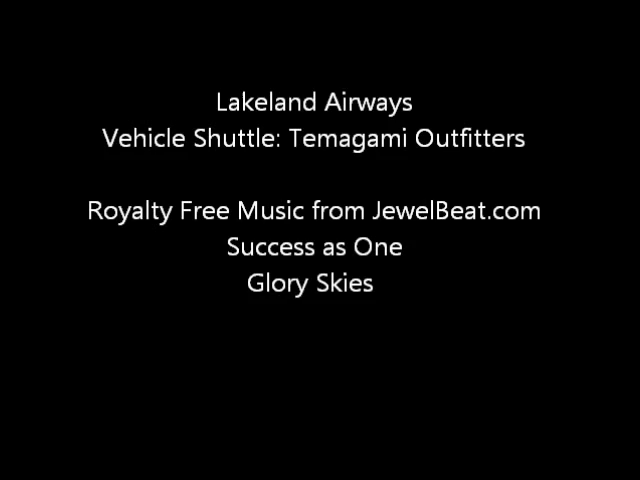 Lakeland Airways
Vehicle Shuttle: Temagami Outfitters
Royalty Free Music from JewelBeat.com
Success as One
Glory Skies